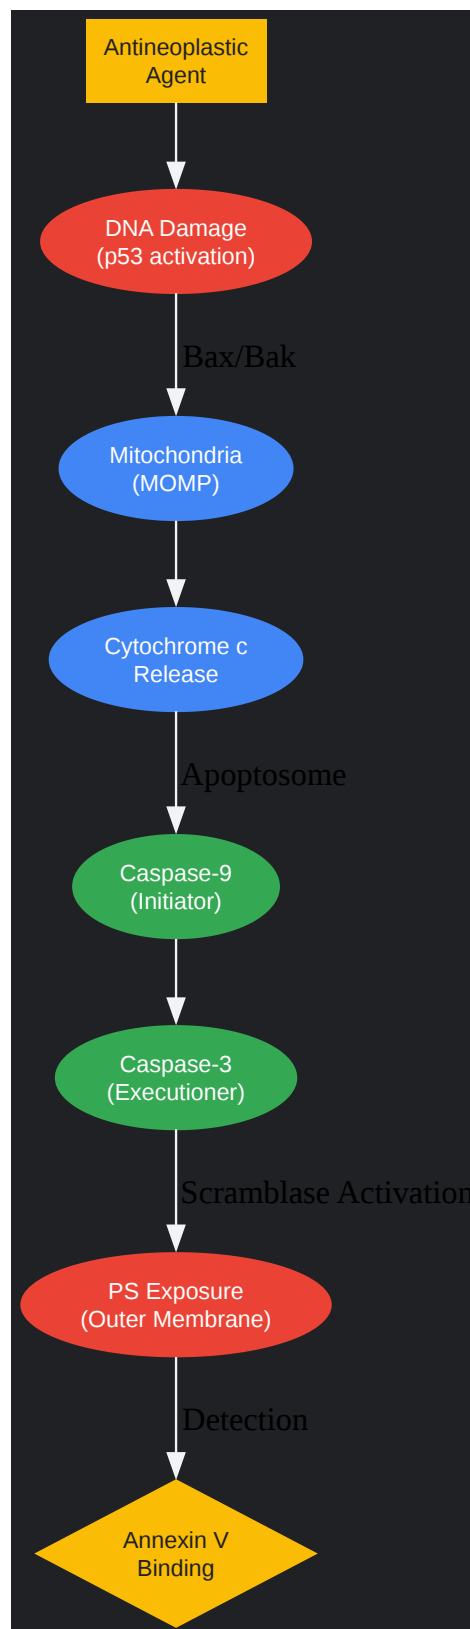 Antineoplastic
Agent
DNA Damage
(p53 activation)
Bax/Bak
Mitochondria
(MOMP)
Cytochrome c
Release
Apoptosome
Caspase-9
(Initiator)
Caspase-3
(Executioner)
Scramblase Activation
PS Exposure
(Outer Membrane)
Detection
Annexin V
Binding